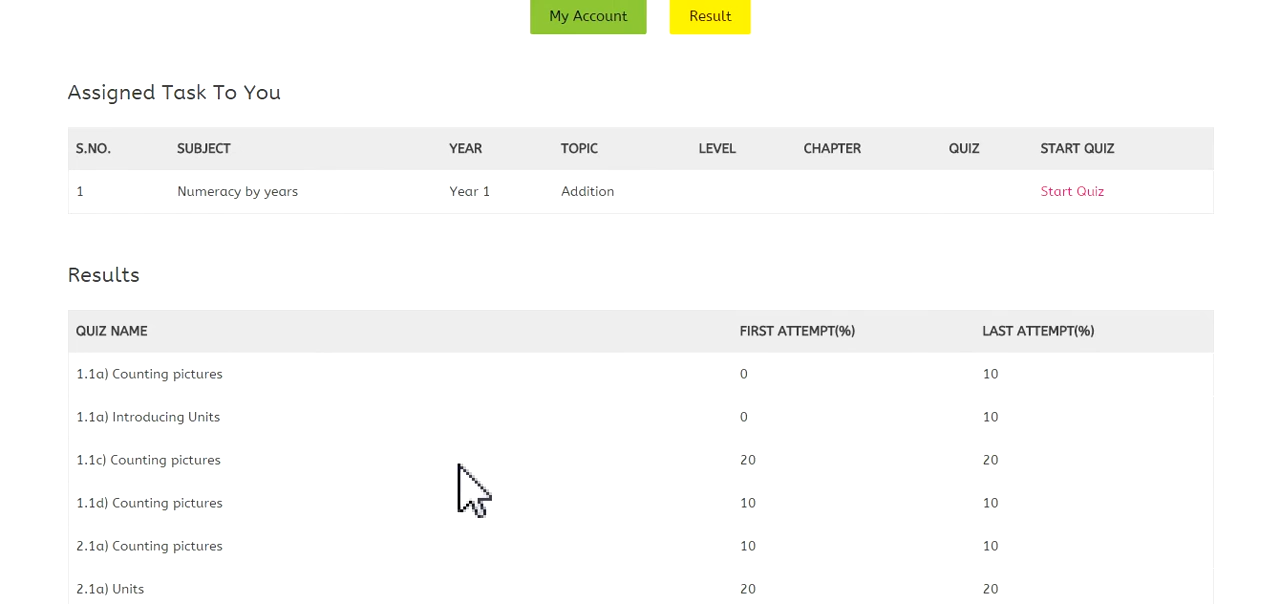 My Account Result
Assigned Task To You
S.NO. SUBJECT YEAR TOPIC LEVEL CHAPTER QUIZ START QUIZ
1 Numeracy by years Year 1 Addition Start Quiz
Results
QUIZ NAME FIRST ATTEMPT(%) LAST ATTEMPT(%)
1.1a) Counting pictures 0 10
1.1a) Introducing Units 0 10
1.1c) Counting pictures 20 20
1.1d) Counting pictures 10 10
2.1a) Counting pictures 10 10
2.1a) Units 20 20